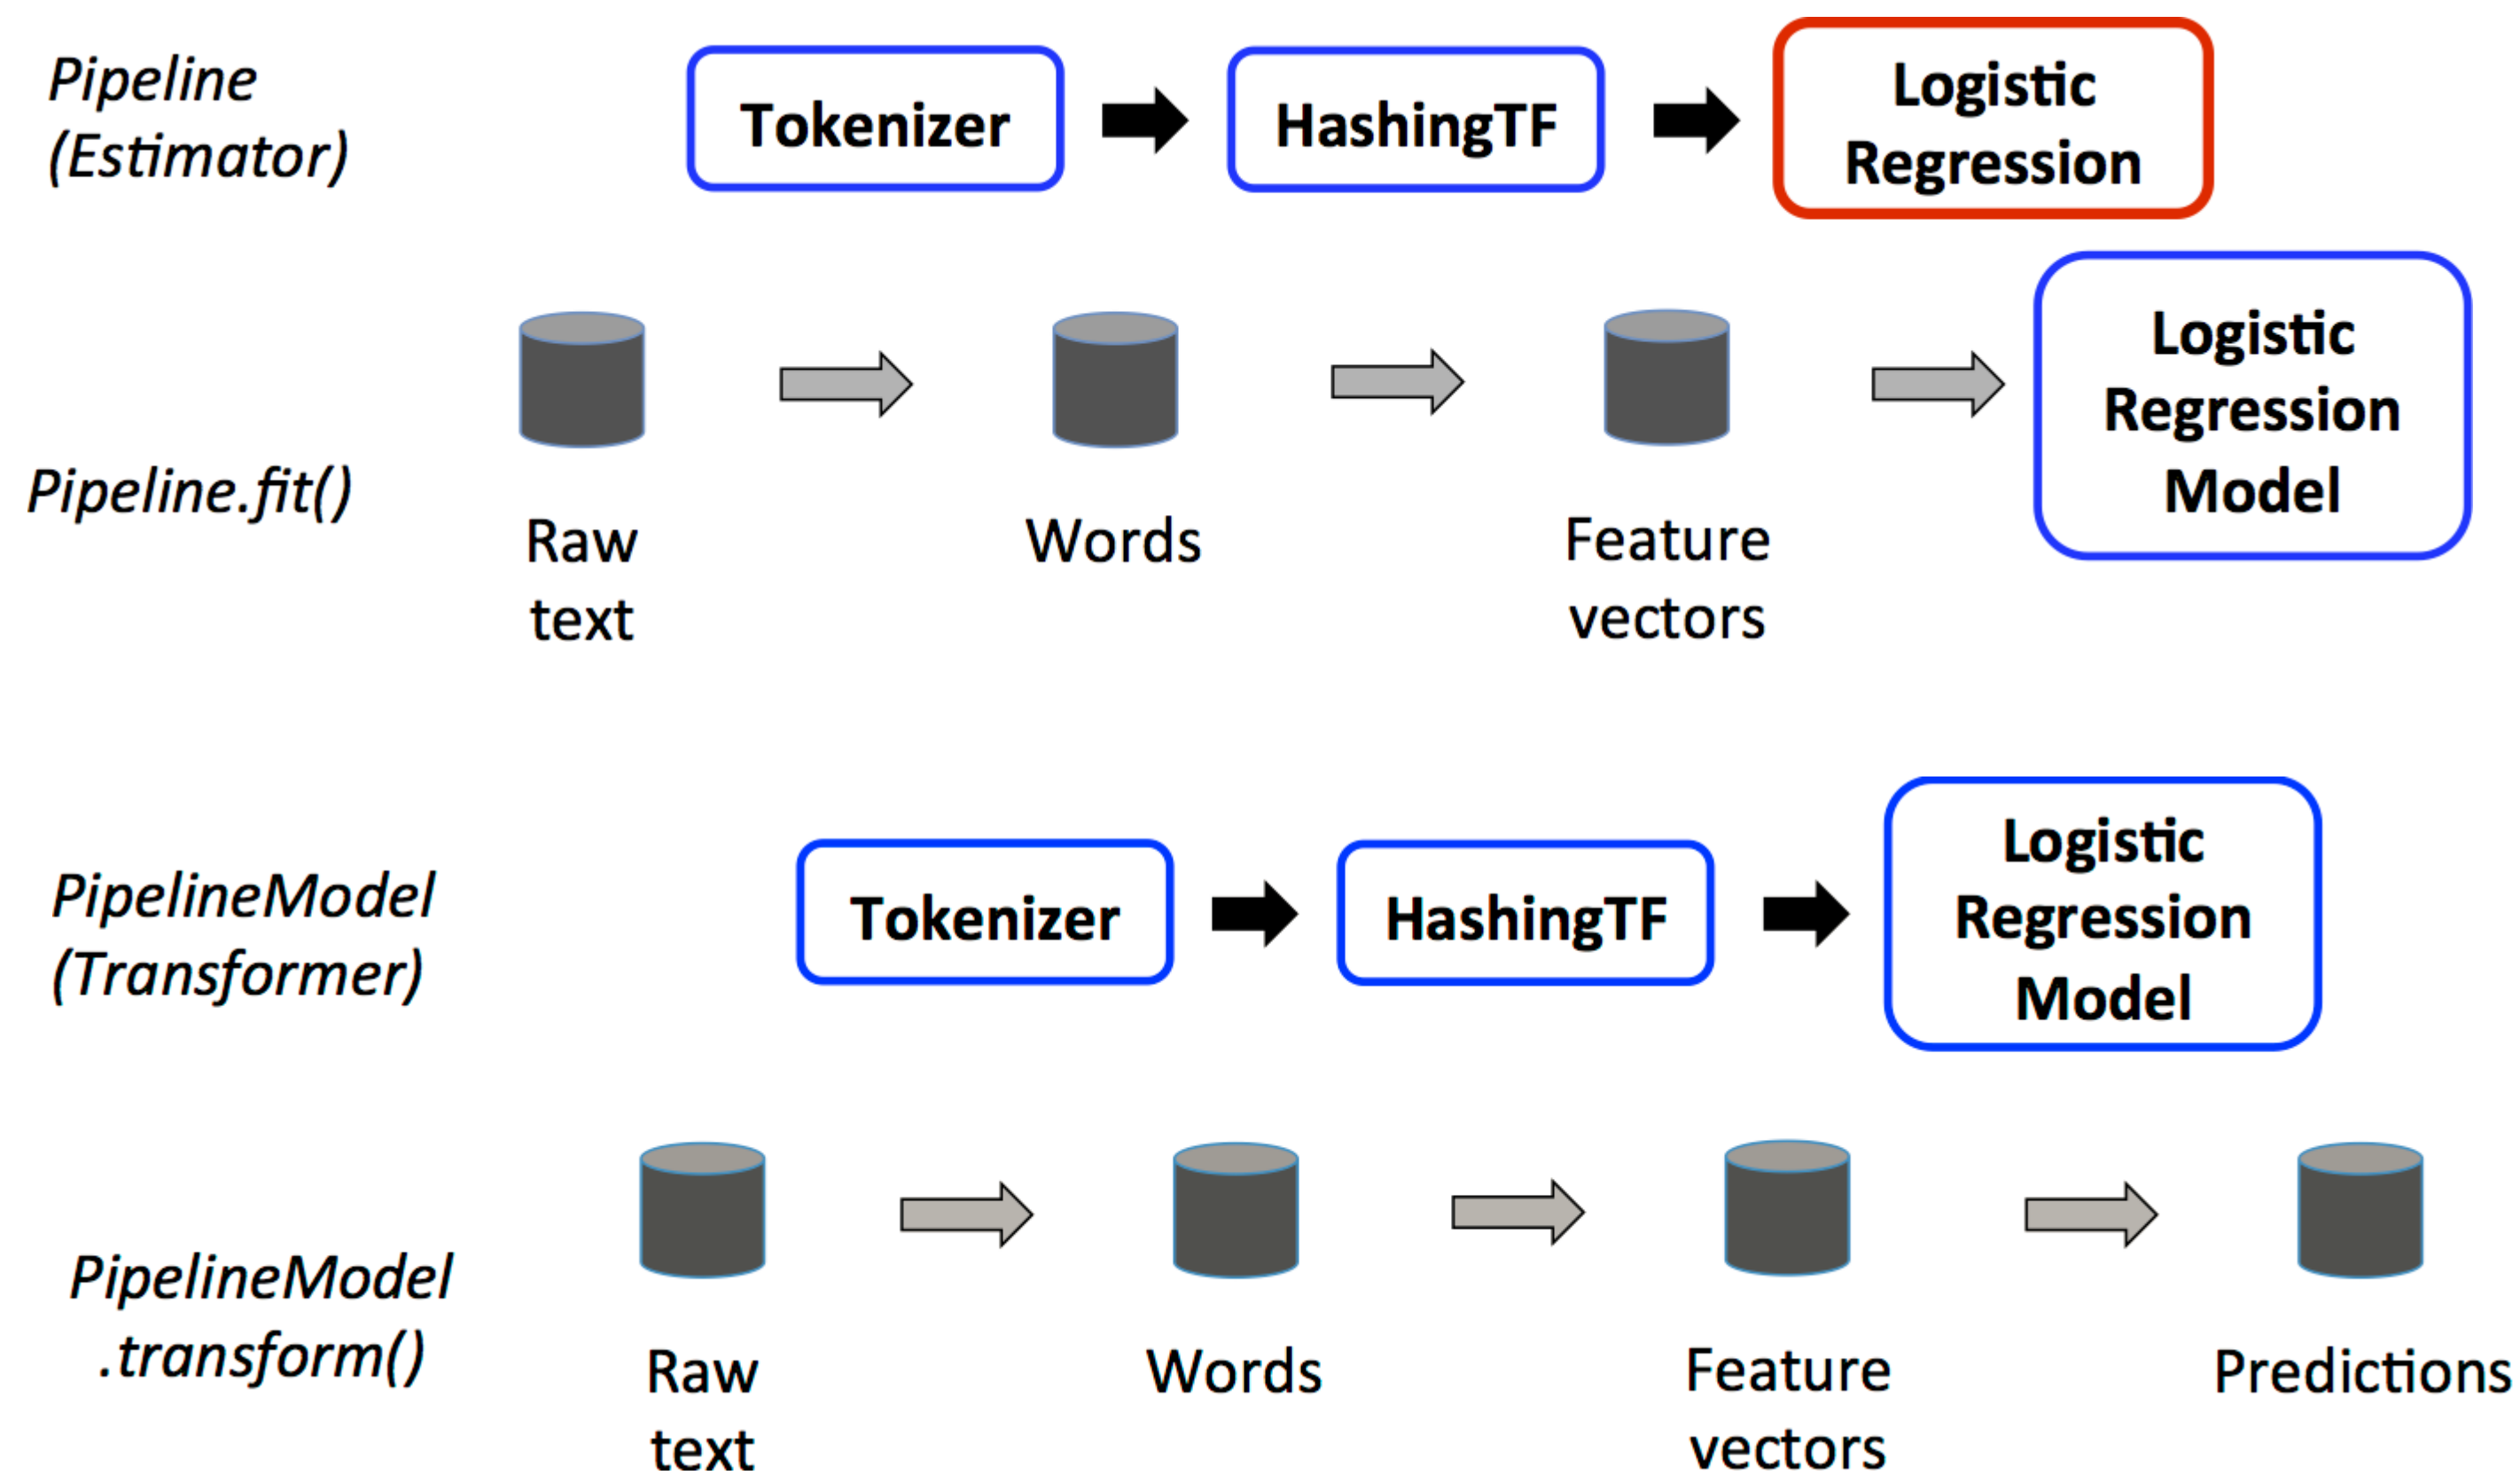 Pipeline
(Estimator)
Tokenizer
HashingTF
Logistic
Regression
Pipeline.fit()
Raw
text
Words
Feature
vectors
Logistic
Regression
Model
PipelineModel
(Transformer)
Tokenizer
HashingTF
Logistic
Regression
Model
PipelineModel
.transform()
Raw
text
Words
Feature
vectors
Predictions